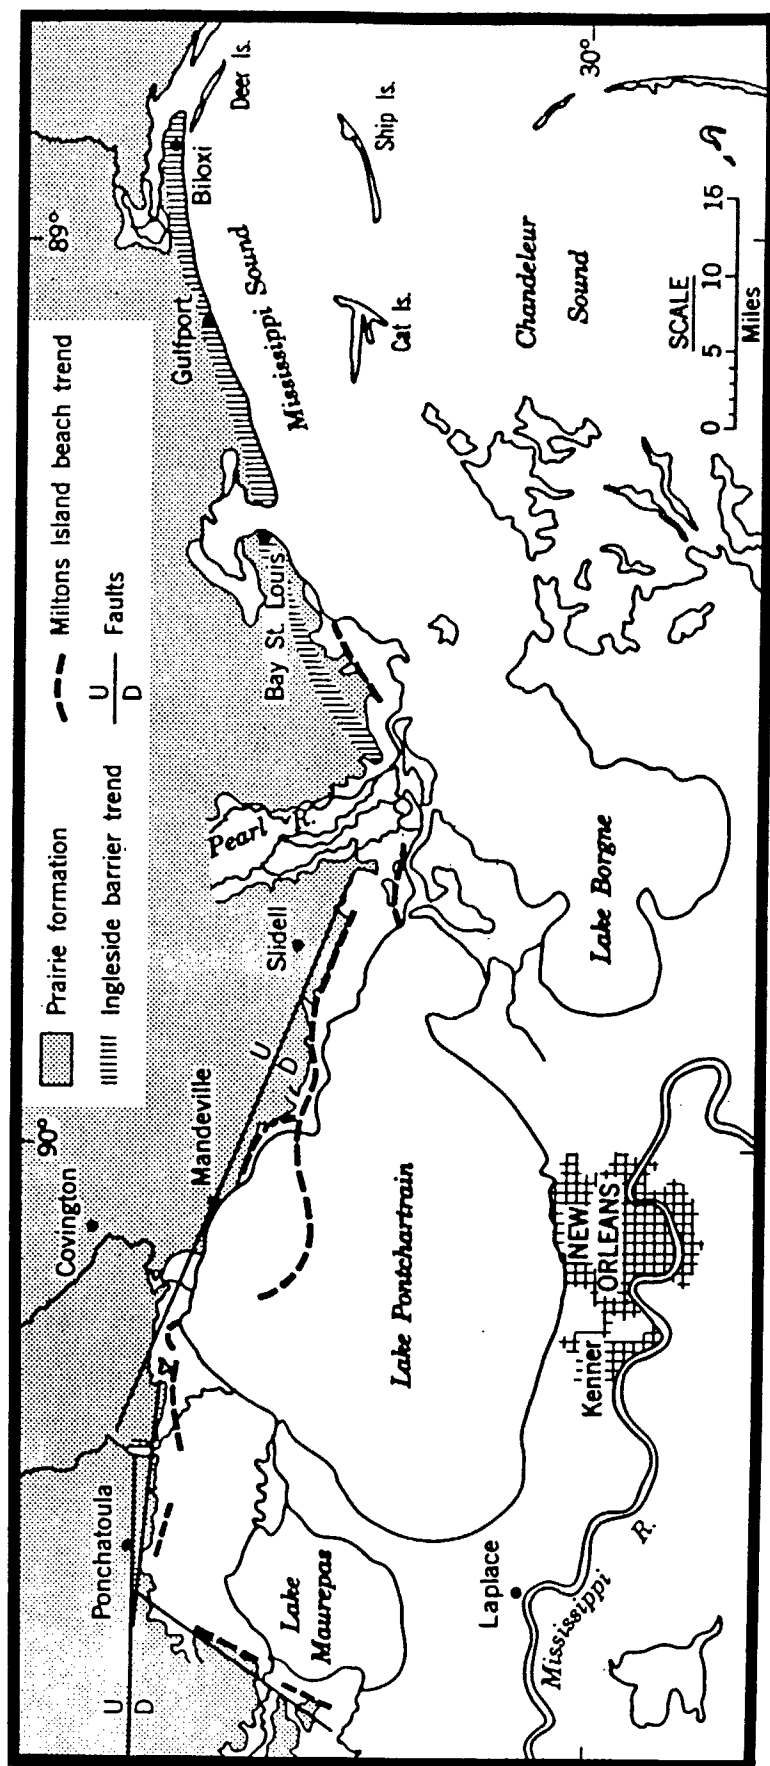 Prairie formation
Ingleside barrier trend
Miltons Island beach trend
U
D
Faults
90°
89°
30°
Covington
Mandeville
Ponchatoula
U
D
U
D
Slidell
Pearl R.
Bay St. Louis
Gulfport
Biloxi
Deer Is.
Ship Is.
Cat Is.
Mississippi Sound
Chandeleur
Sound
Lake Borgne
Lake Pontchartrain
Lake
Maurepas
Laplace
Kenner
NEW
ORLEANS
Mississippi
R.
SCALE
0 5 10 15
Miles